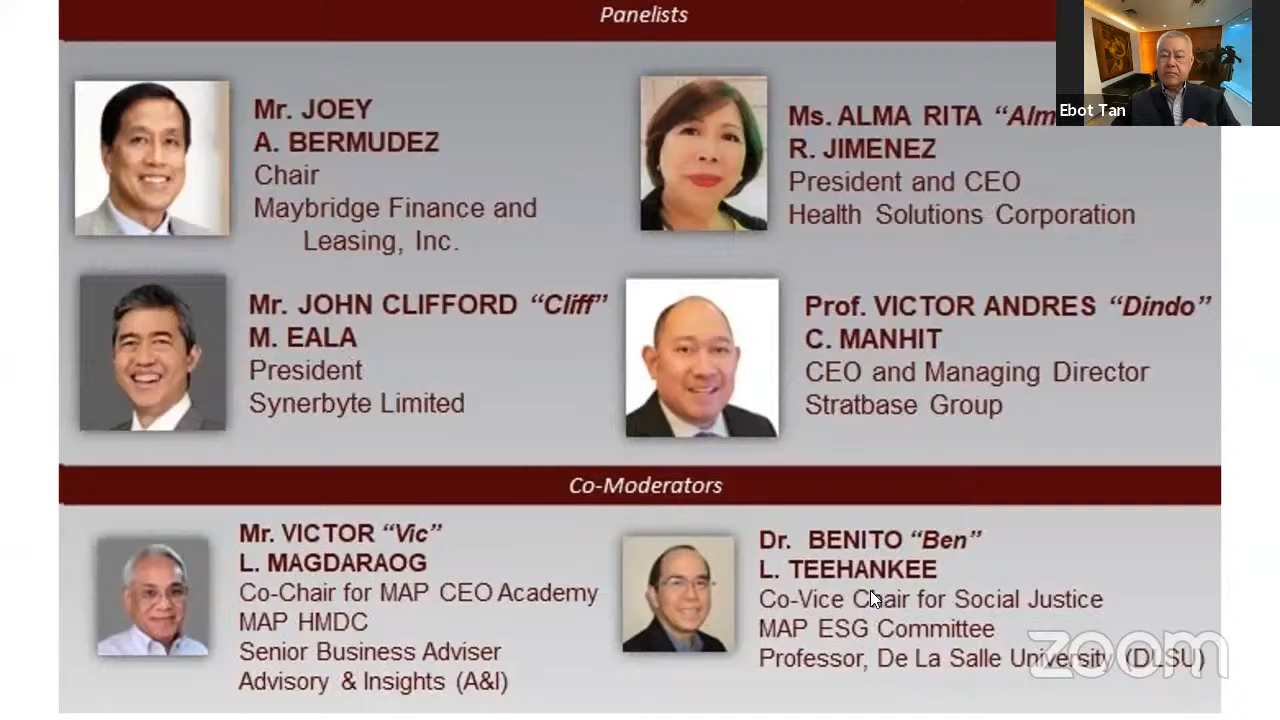 Panelists
Mr. JOEY
A. BERMUDEZ
Chair
Maybridge Finance and
Leasing, Inc.
Ms. ALMA RITA “Alm
R. JIMENEZ
President and CEO
Health Solutions Corporation
Ebot Tan
Mr. JOHN CLIFFORD “Cliff”
M. EALA
President
Synerbyte Limited
Prof. VICTOR ANDRES “Dindo”
C. MANHIT
CEO and Managing Director
Stratbase Group
Co-Moderators
Mr. VICTOR “Vic”
L. MAGDARAOG
Co-Chair for MAP CEO Academy
MAP HMDC
Senior Business Adviser
Advisory & Insights (A&I)
Dr. BENITO “Ben”
L. TEEHANKEE
Co-Vice Chair for Social Justice
MAP ESG Committee
Professor, De La Salle University (DLSU)
zoom